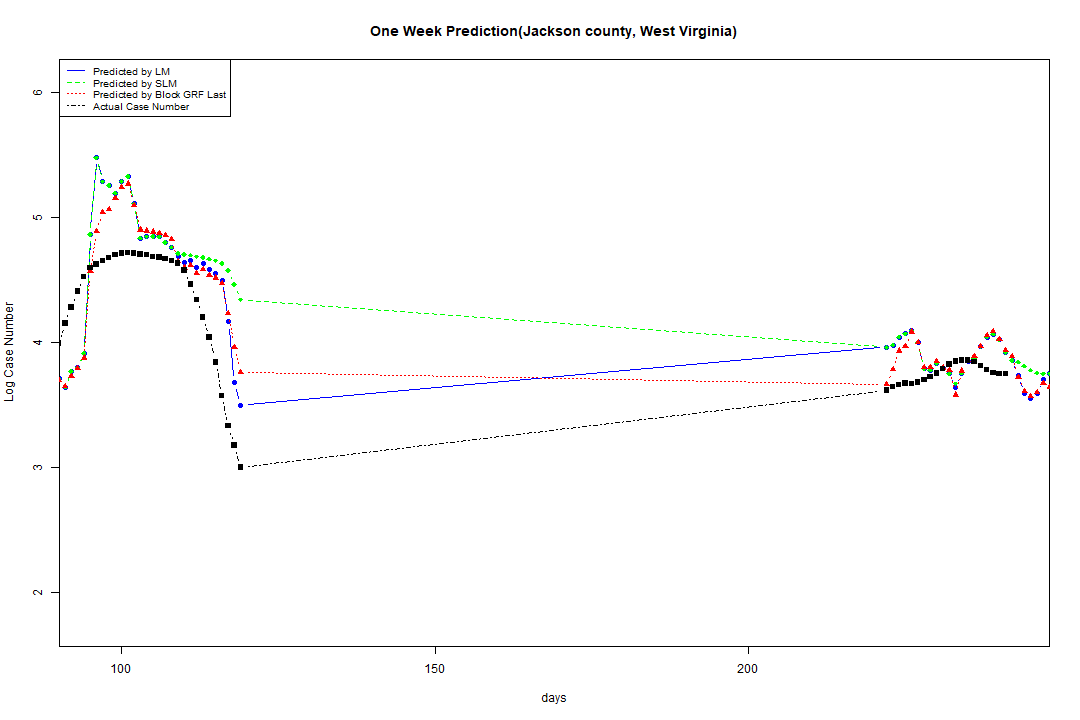 One Week Prediction(Jackson county, West Virginia)
Predicted by LM
Predicted by SLM
Predicted by Block GRF Last
Actual Case Number
6
5
4
3
2
Log Case Number
100 150 200
days